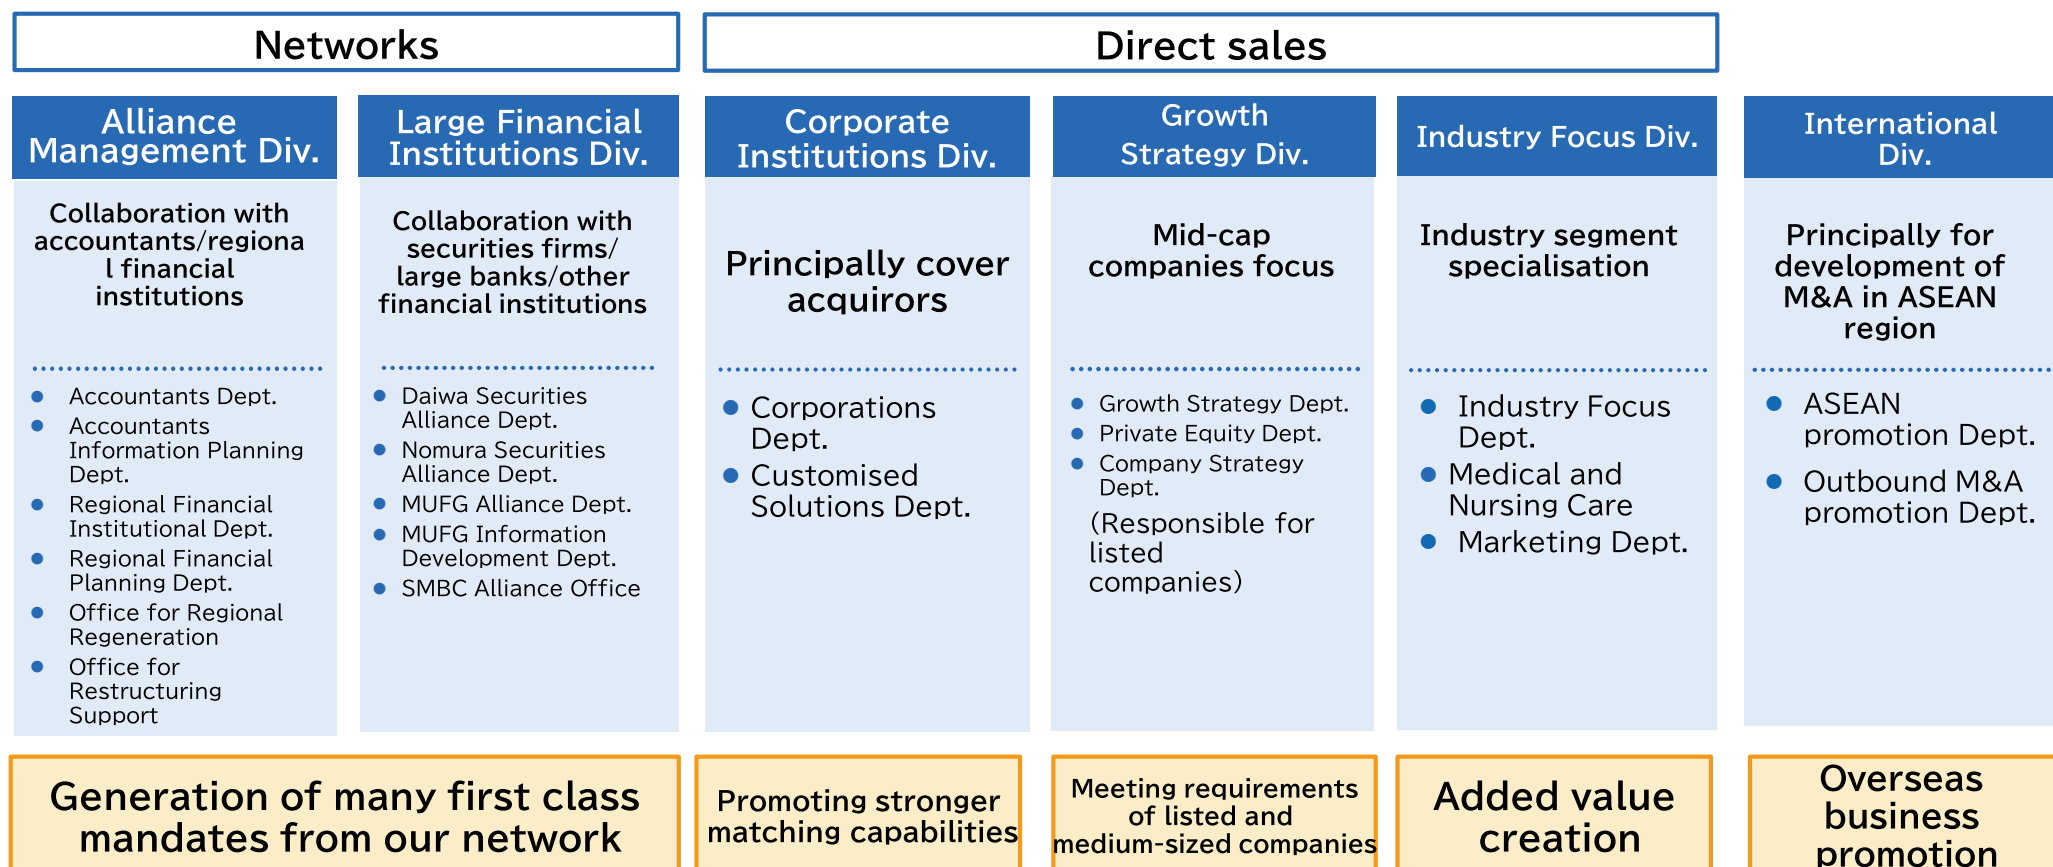 Networks
Direct sales
Alliance
Management Div.
Collaboration with
accountants/regiona
l financial
institutions
● Accountants Dept.
● Accountants
Information Planning
Dept.
● Regional Financial
Institutional Dept.
● Regional Financial
Planning Dept.
● Office for Regional
Regeneration
● Office for
Restructuring
Support
Large Financial
Institutions Div.
Collaboration with
securities firms/
large banks/other
financial institutions
● Daiwa Securities
Alliance Dept.
● Nomura Securities
Alliance Dept.
● MUFG Alliance Dept.
● MUFG Information
Development Dept.
● SMBC Alliance Office
Generation of many first class
mandates from our network
Corporate
Institutions Div.
Principally cover
acquirors
● Corporations
Dept.
● Customised
Solutions Dept.
Promoting stronger
matching capabilities
Growth
Strategy Div.
Mid-cap
companies focus
● Growth Strategy Dept.
● Private Equity Dept.
● Company Strategy
Dept.
(Responsible for
listed
companies)
Meeting requirements
of listed and
medium-sized companies
Industry Focus Div.
Industry segment
specialisation
● Industry Focus
Dept.
● Medical and
Nursing Care
● Marketing Dept.
Added value
creation
International
Div.
Principally for
development of
M&A in ASEAN
region
● ASEAN
promotion Dept.
● Outbound M&A
promotion Dept.
Overseas
business
promotion